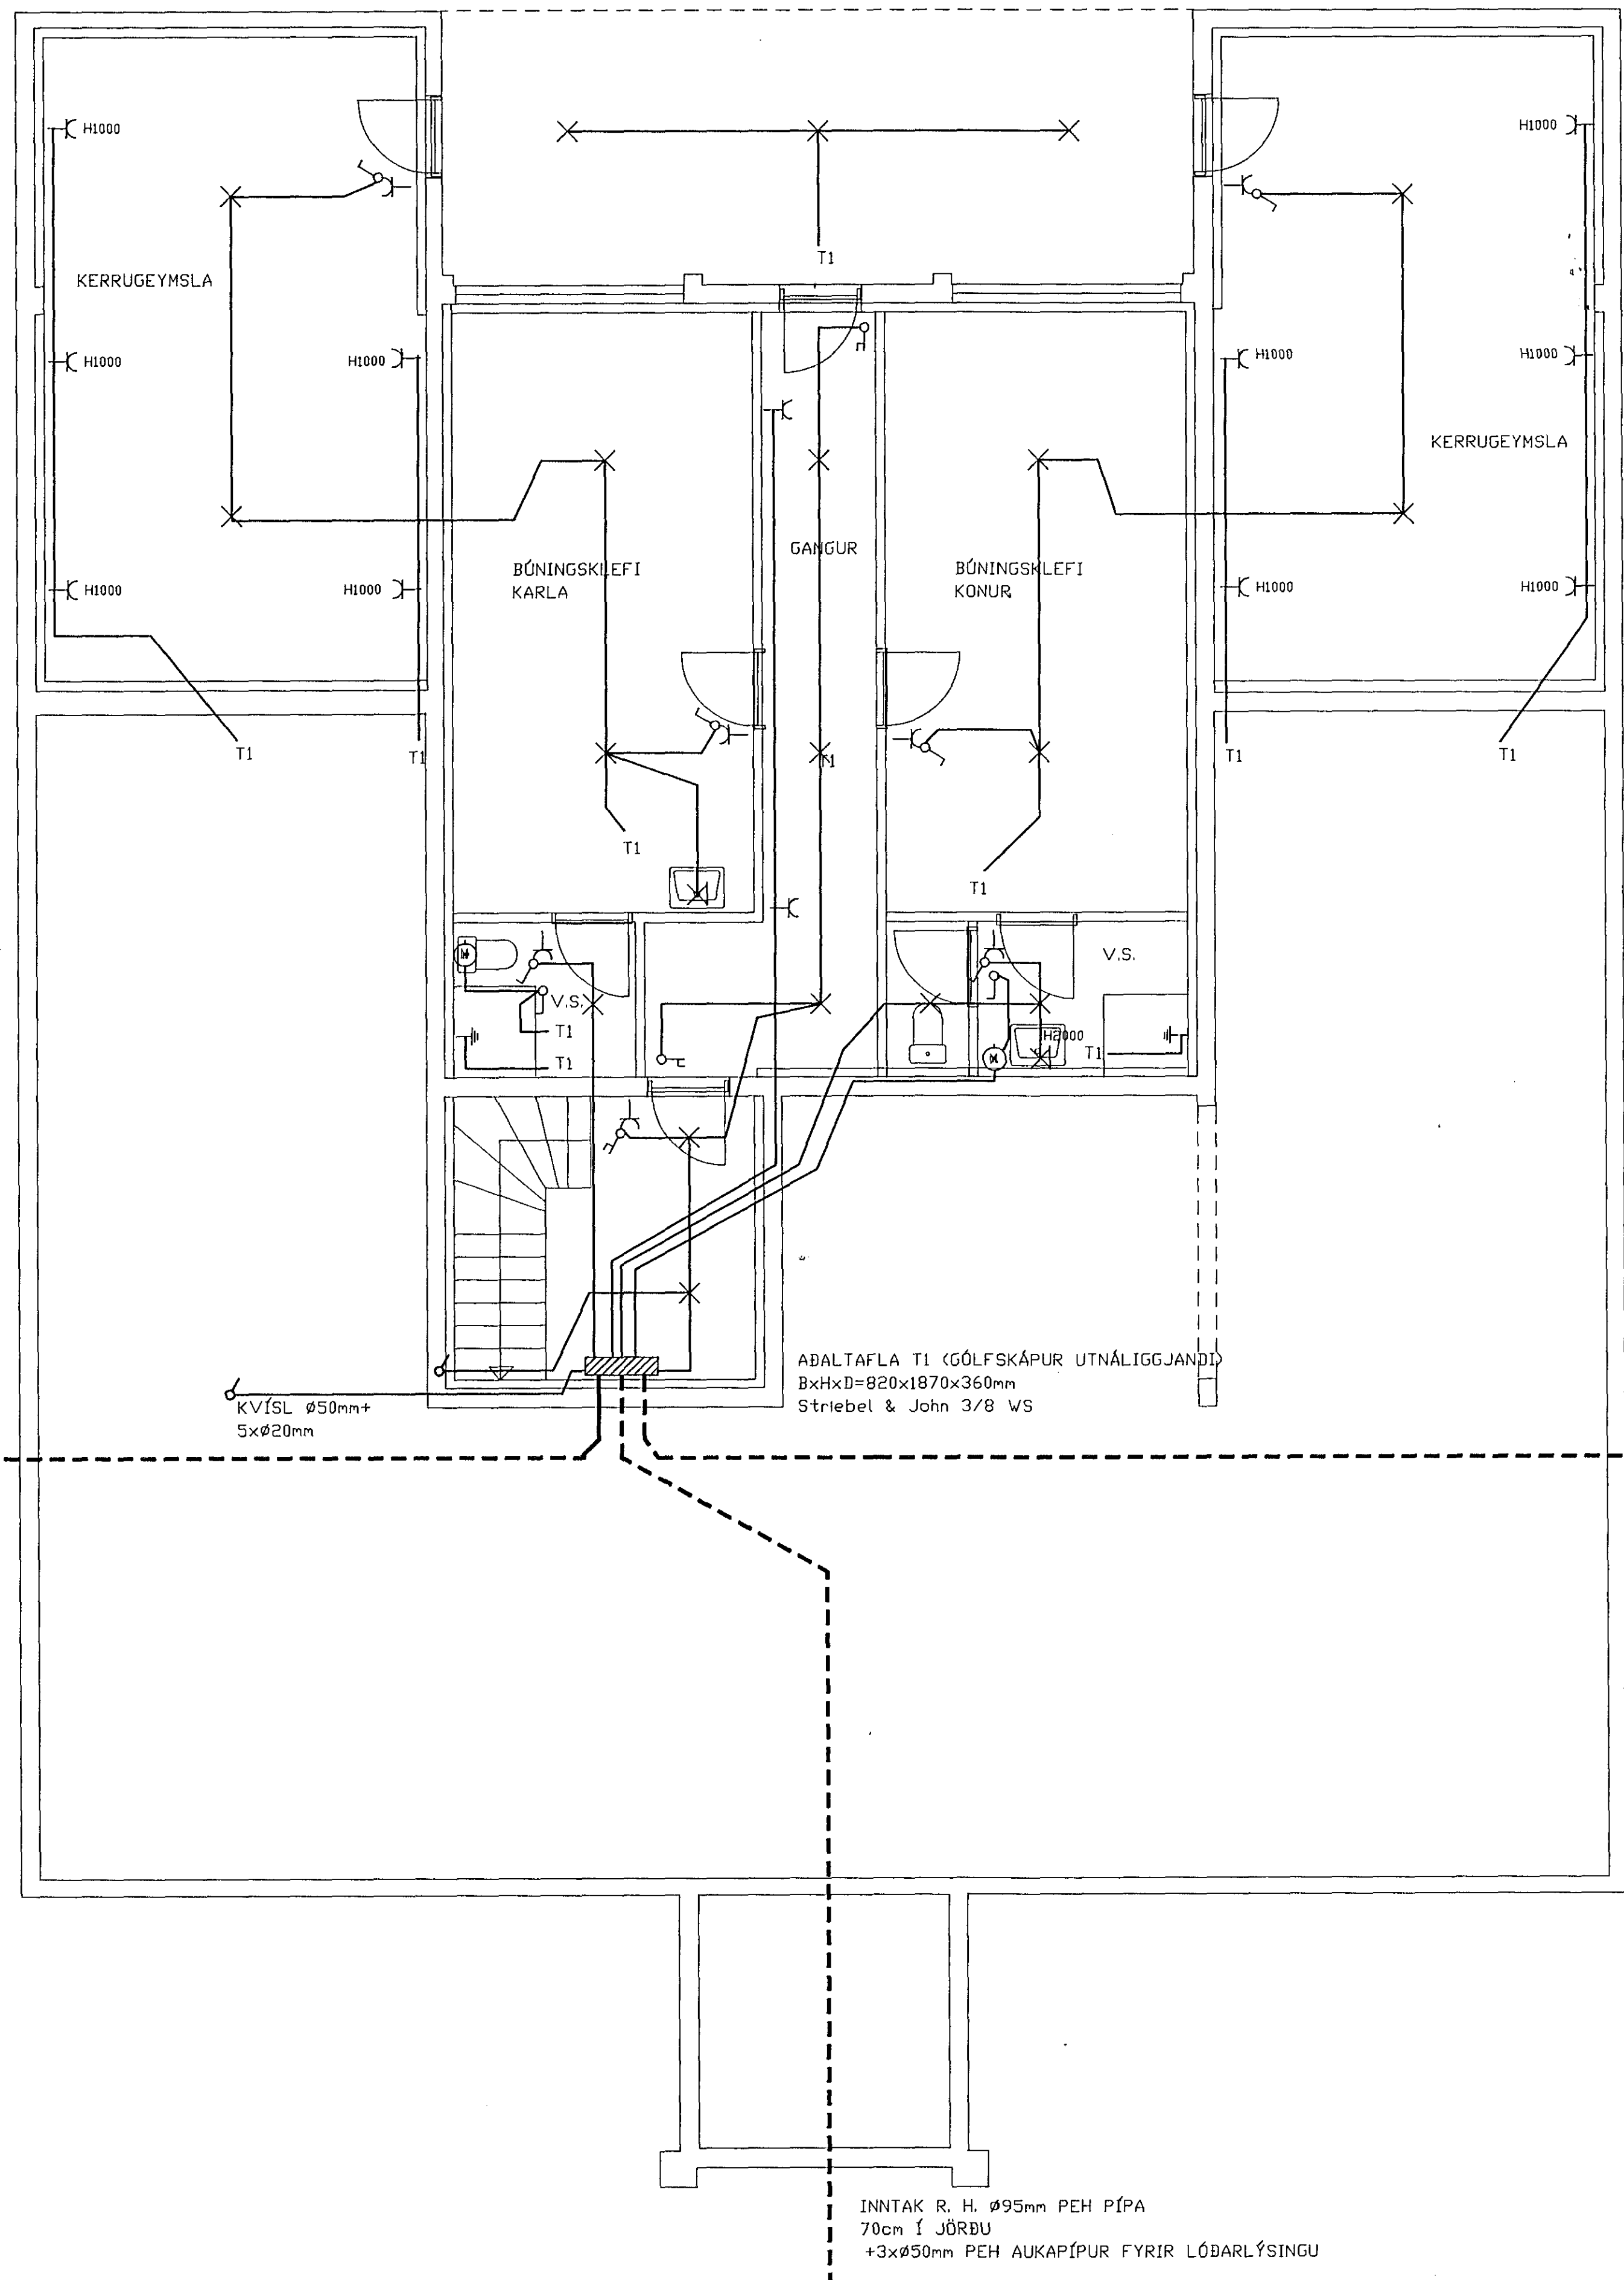 H1000
H1000
T1
KERRUGEYMSLA
H1000
H1000
H1000
H1000
KERRUGEYMSLA
GANGUR
BÚNINGSKLEFI
KARLA
BÚNINGSKLEFI
KONUR
H1000
H1000
H1000
H1000
T1
T1
T1
T1
T1
T1
T1
V.S.
V.S.
T1
T1
H2000
T1
M
M
AÐALTAFLA T1 (GÓLFSKÁPUR UTNÁLIGGJANDI)
BxHxD=820x1870x360mm
Striebel & John 3/8 WS
KVÍSL Ø50mm+
5xØ20mm
INNTAK R. H. Ø95mm PEH PÍPA
70cm Í JÖRÐU
+3xØ50mm PEH AUKAPÍPUR FYRIR LÓÐARLÝSINGU